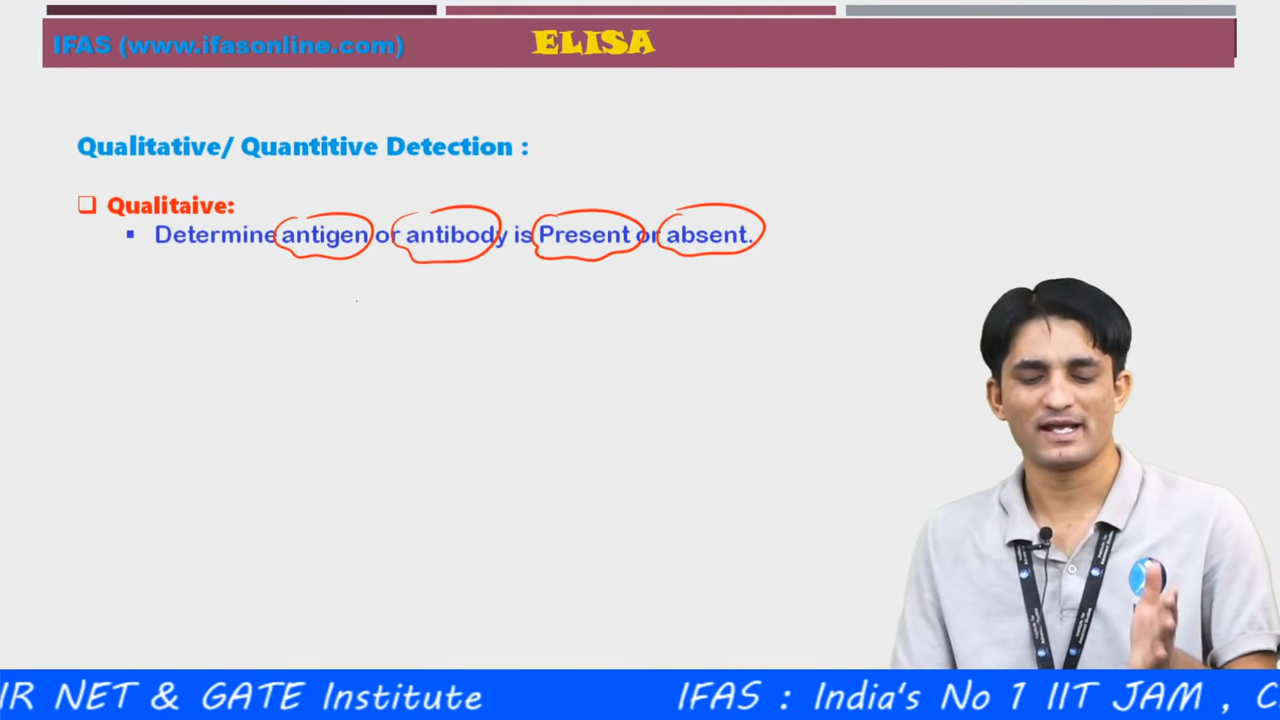 IFAS (www.ifasonline.com) ELISA
Qualitative/ Quantitive Detection :
Qualitaive:
Determine antigen or antibody is Present or absent.
IR NET & GATE Institute IFAS : India's No 1 IIT JAM , C